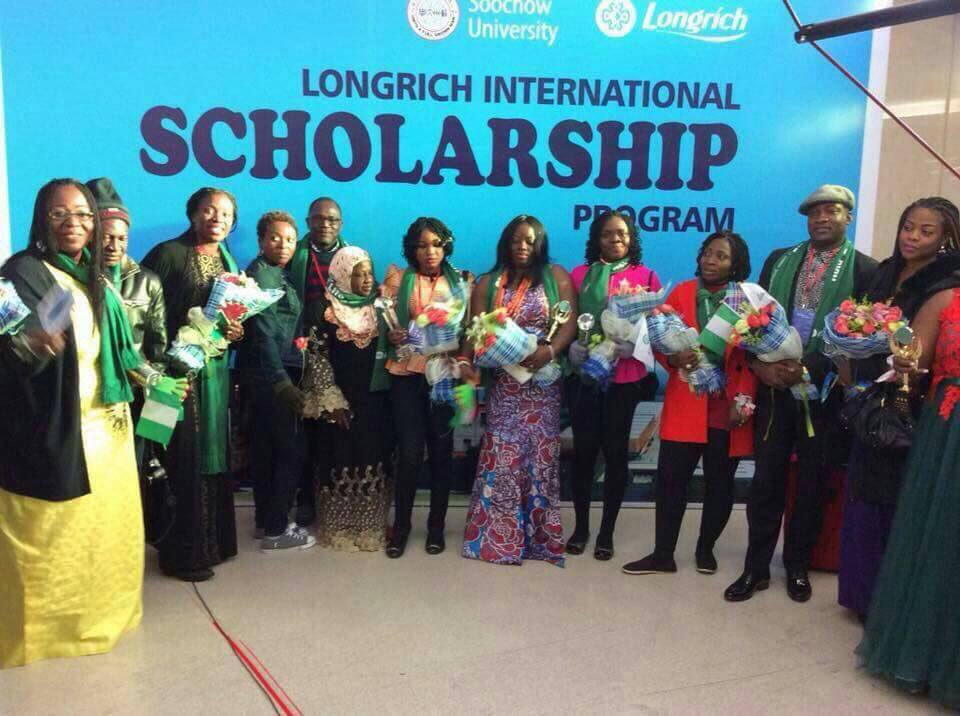 Soochow
University
Longrich
LONGRICH INTERNATIONAL
SCHOLARSHIP
PROGRAM